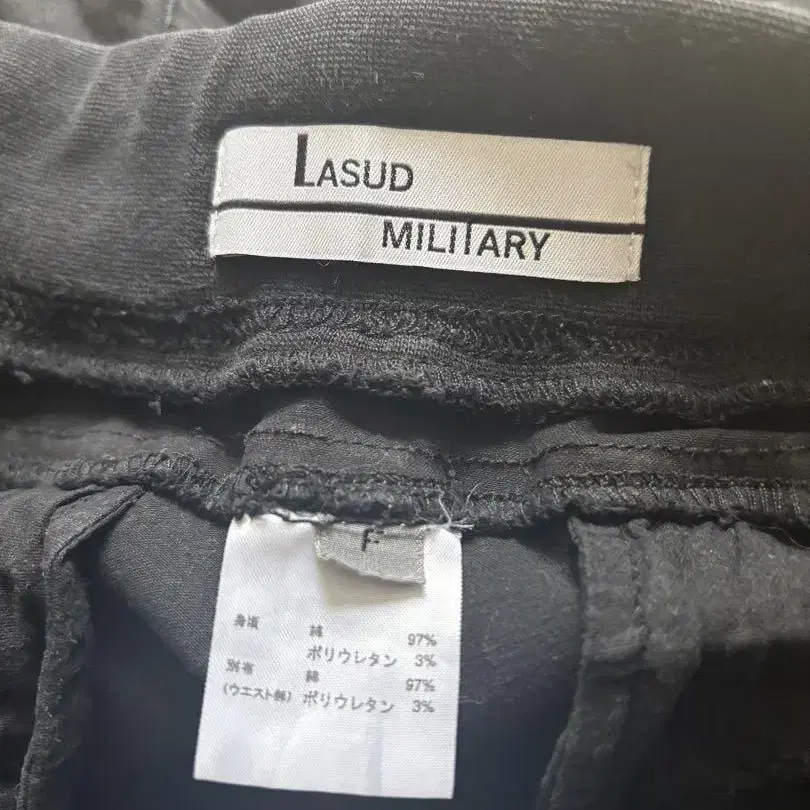 LASUD
MILITARY
F
身頃 綿 97%
ポリウレタン 3%
別布 綿 97%
(ウエスト部) ポリウレタン 3%